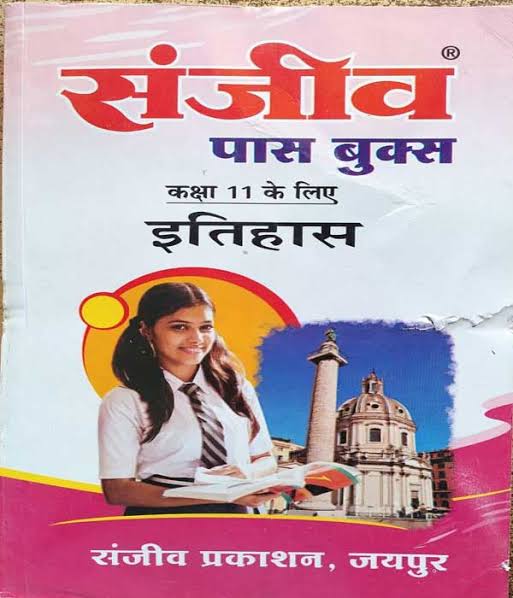 संजीव®
पास बुक्स
कक्षा 11 के लिए
इतिहास
संजीव प्रकाशन, जयपुर